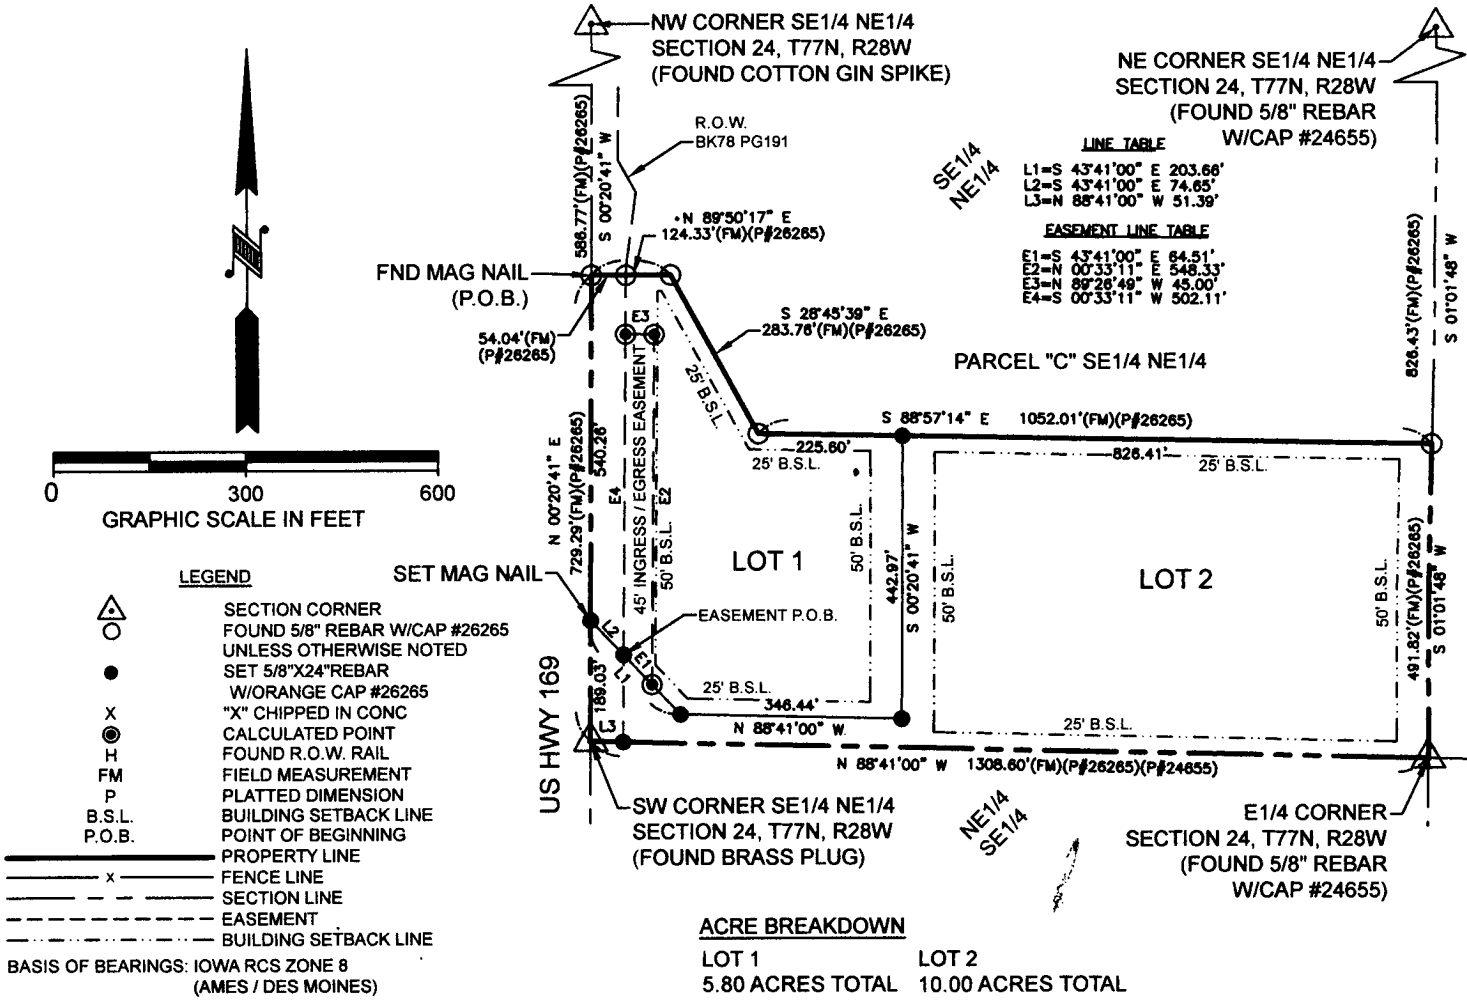 NW CORNER SE1/4 NE1/4
SECTION 24, T77N, R28W
(FOUND COTTON GIN SPIKE)
NE CORNER SE1/4 NE1/4
SECTION 24, T77N, R28W
(FOUND 5/8" REBAR
W/CAP #24655)
R.O.W.
BK78 PG191
586.77'(FM)(P#26265)
S 00°20'41" W
SE1/4
NE1/4
LINE TABLE
L1=S 43°41'00" E 203.66'
L2=S 43°41'00" E 74.65'
L3=N 88°41'00" W 51.39'
EASEMENT LINE TABLE
E1=S 43°41'00" E 64.51'
E2=N 00°33'11" E 548.33'
E3=N 89°26'49" W 45.00'
E4=S 00°33'11" W 502.11'
826.43'(FM)(P#26265)
S 01°01'48" W
N 89°50'17" E
124.33'(FM)(P#26265)
FND MAG NAIL
(P.O.B.)
54.04'(FM)
(P#26265)
E3
S 28°45'39" E
283.76'(FM)(P#26265)
PARCEL "C" SE1/4 NE1/4
25' B.S.L.
S 88°57'14" E 1052.01'(FM)(P#26265)
225.60'
826.41'
25' B.S.L.
25' B.S.L.
N 00°20'41" E
729.29'(FM)(P#26265)
540.26'
E4
45' INGRESS / EGRESS EASEMENT
E2
50' B.S.L.
LOT 1
50' B.S.L.
442.97'
S 00°20'41" W
50' B.S.L.
LOT 2
50' B.S.L.
491.82'(FM)(P#26265)
S 01°01'48" W
0 300 600
GRAPHIC SCALE IN FEET
SET MAG NAIL
L2
EASEMENT P.O.B.
E1
L1
189.03'
L3
US HWY 169
25' B.S.L.
346.44'
N 88°41'00" W
25' B.S.L.
N 88°41'00" W 1308.60'(FM)(P#26265)(P#24655)
LEGEND
SECTION CORNER
FOUND 5/8" REBAR W/CAP #26265
UNLESS OTHERWISE NOTED
SET 5/8"X24"REBAR
W/ORANGE CAP #26265
X "X" CHIPPED IN CONC
CALCULATED POINT
H FOUND R.O.W. RAIL
FM FIELD MEASUREMENT
P PLATTED DIMENSION
B.S.L. BUILDING SETBACK LINE
P.O.B. POINT OF BEGINNING
PROPERTY LINE
x FENCE LINE
SECTION LINE
EASEMENT
BUILDING SETBACK LINE
BASIS OF BEARINGS: IOWA RCS ZONE 8
(AMES / DES MOINES)
SW CORNER SE1/4 NE1/4
SECTION 24, T77N, R28W
(FOUND BRASS PLUG)
NE1/4
SE1/4
E1/4 CORNER
SECTION 24, T77N, R28W
(FOUND 5/8" REBAR
W/CAP #24655)
ACRE BREAKDOWN
LOT 1 LOT 2
5.80 ACRES TOTAL 10.00 ACRES TOTAL